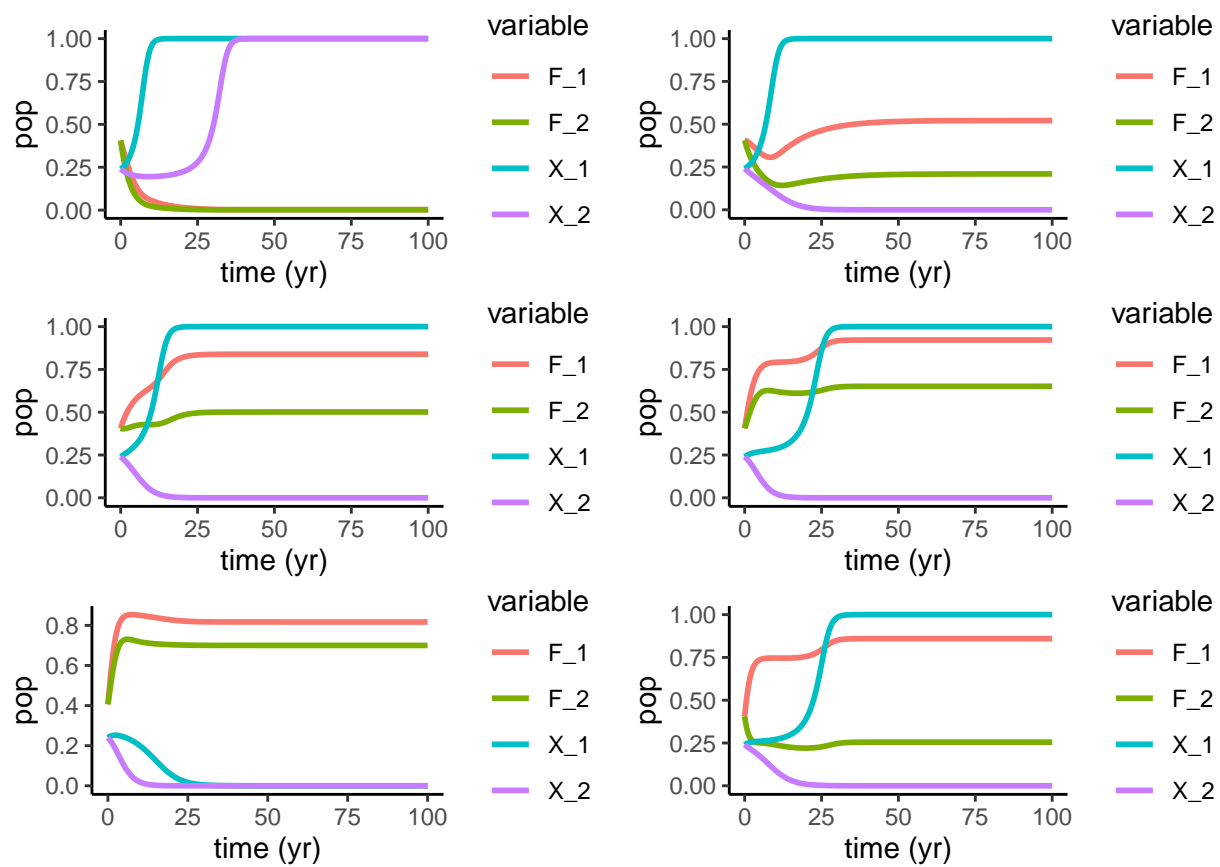 variable
1.00
0.75
0.50
0.25
0.00
pop
F_1
F_2
X_1
X_2
0 25 50 75 100
time (yr)
variable
1.00
0.75
0.50
0.25
0.00
pop
F_1
F_2
X_1
X_2
0 25 50 75 100
time (yr)
variable
1.00
0.75
0.50
0.25
0.00
pop
F_1
F_2
X_1
X_2
0 25 50 75 100
time (yr)
variable
1.00
0.75
0.50
0.25
0.00
pop
F_1
F_2
X_1
X_2
0 25 50 75 100
time (yr)
variable
0.8
0.6
0.4
0.2
0.0
pop
F_1
F_2
X_1
X_2
0 25 50 75 100
time (yr)
variable
1.00
0.75
0.50
0.25
0.00
pop
F_1
F_2
X_1
X_2
0 25 50 75 100
time (yr)